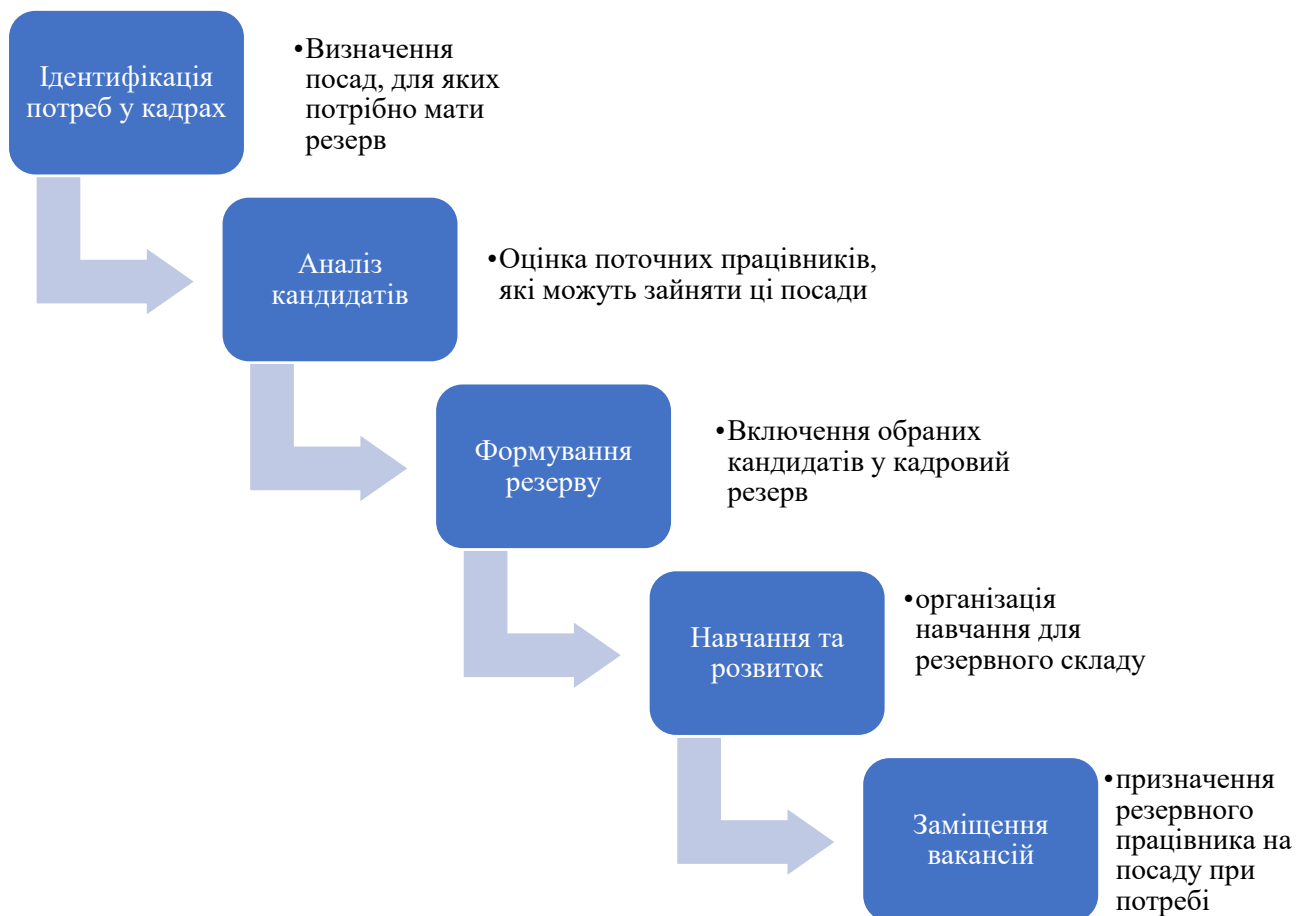 Ідентифікація
потреб у кадрах
•Визначення
посад, для яких
потрібно мати
резерв
Аналіз
кандидатів
•Оцінка поточних працівників,
які можуть зайняти ці посади
Формування
резерву
•Включення обраних
кандидатів у кадровий
резерв
Навчання та
розвиток
•організація
навчання для
резервного складу
Заміщення
вакансій
•призначення
резервного
працівника на
посаду при
потребі